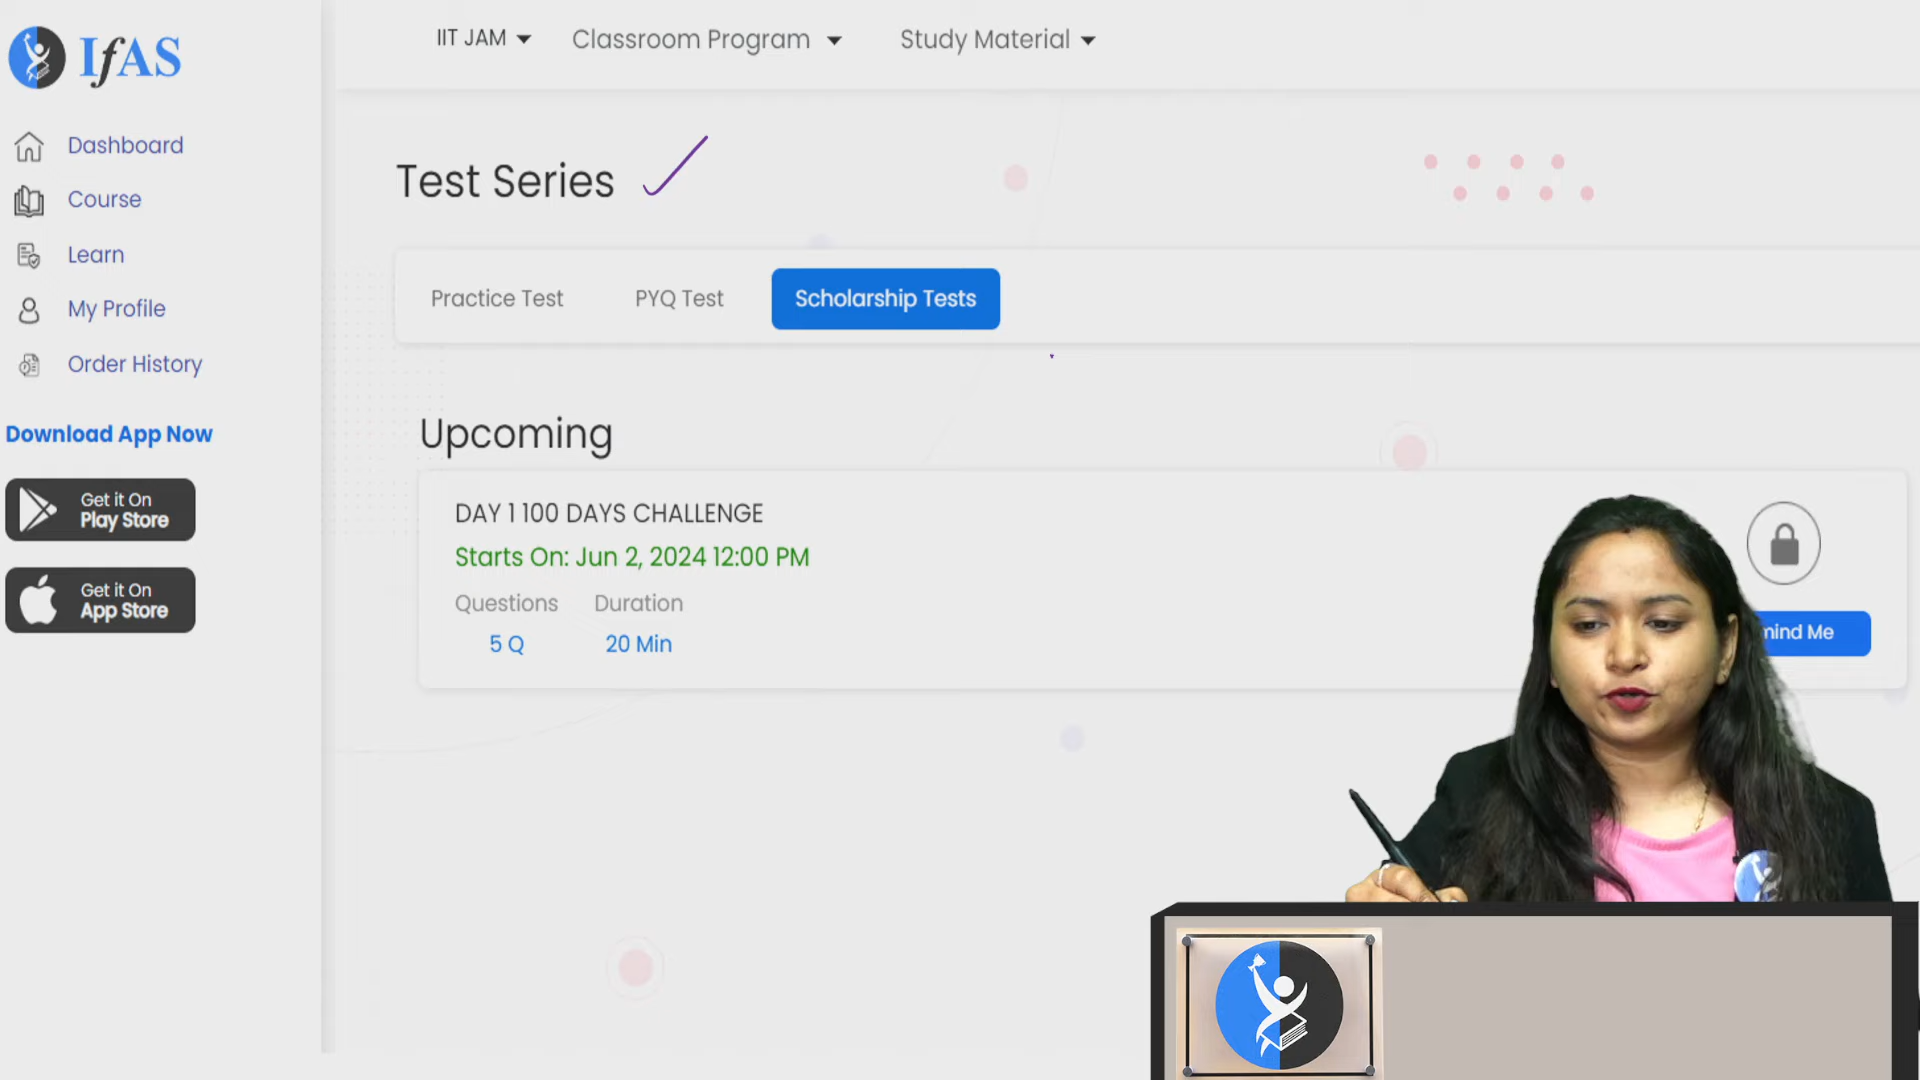 IfAS
IIT JAM
Classroom Program
Study Material
Dashboard
Course
Learn
My Profile
Order History
Download App Now
Get it On
Play Store
Get it On
App Store
Test Series
Practice Test
PYQ Test
Scholarship Tests
Upcoming
DAY 1 100 DAYS CHALLENGE
Starts On: Jun 2, 2024 12:00 PM
Questions
Duration
5 Q
20 Min
Me